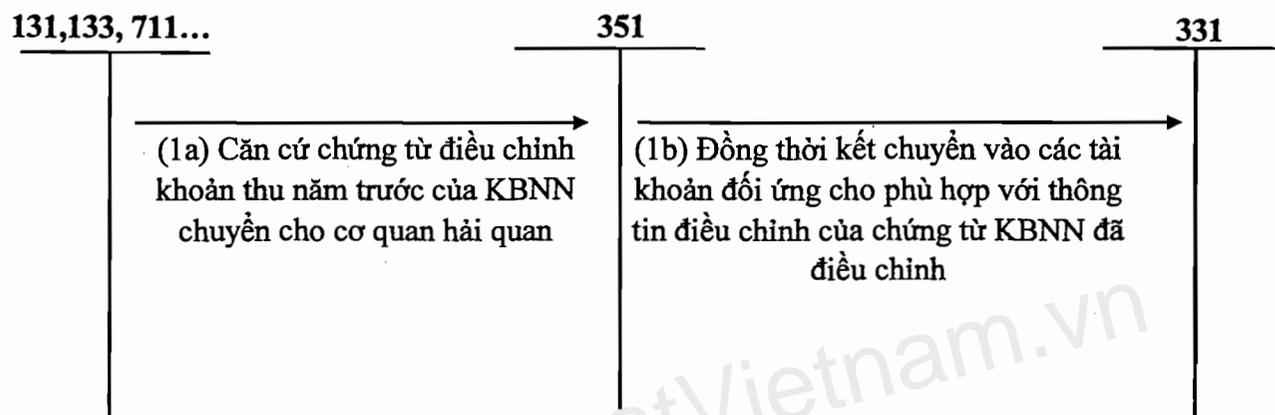 131,133, 711...
351
331
(1a) Căn cứ chứng từ điều chỉnh
khoản thu năm trước của KBNN
chuyển cho cơ quan hải quan
(1b) Đồng thời kết chuyển vào các tài
khoản đối ứng cho phù hợp với thông
tin điều chỉnh của chứng từ KBNN đã
điều chỉnh
atVietnam.vn